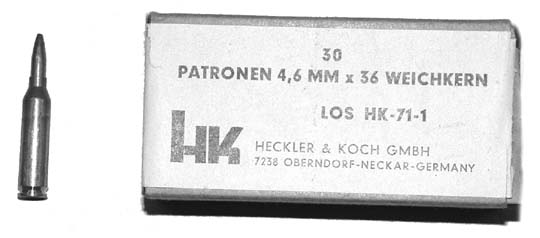 30
PATRONEN 4,6 MM x 36 WEICHKERN
LOS HK-71-1
HK
HECKLER & KOCH GMBH
7238 OBERNDORF-NECKAR-GERMANY